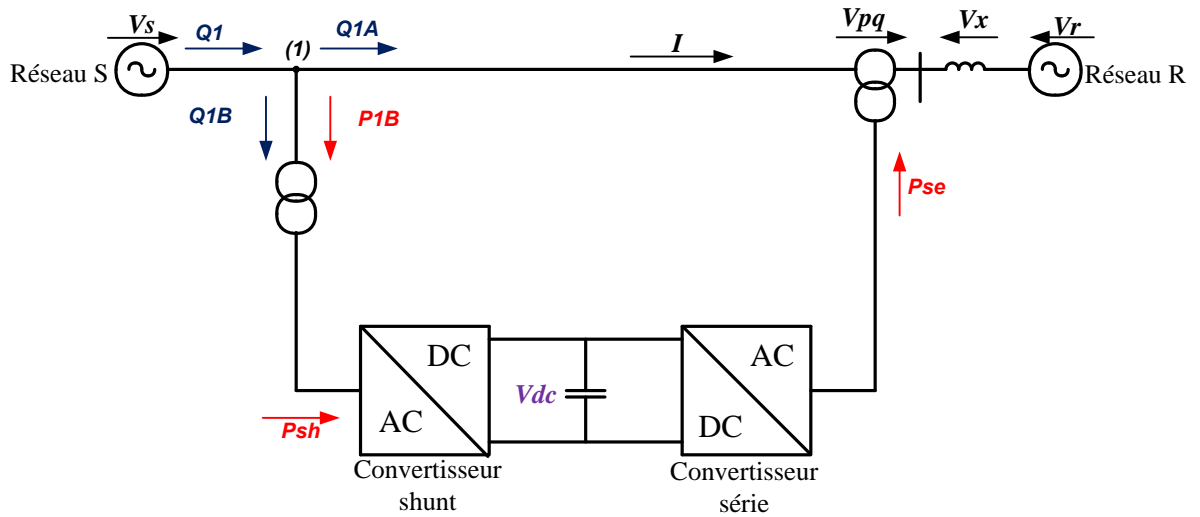 Vs
Q1
(1)
Q1A
I
Vpq
Vx
Vr
Réseau S
Réseau R
Q1B
P1B
Pse
DC
AC
Vdc
AC
DC
Psh
Convertisseur
shunt
Convertisseur
série